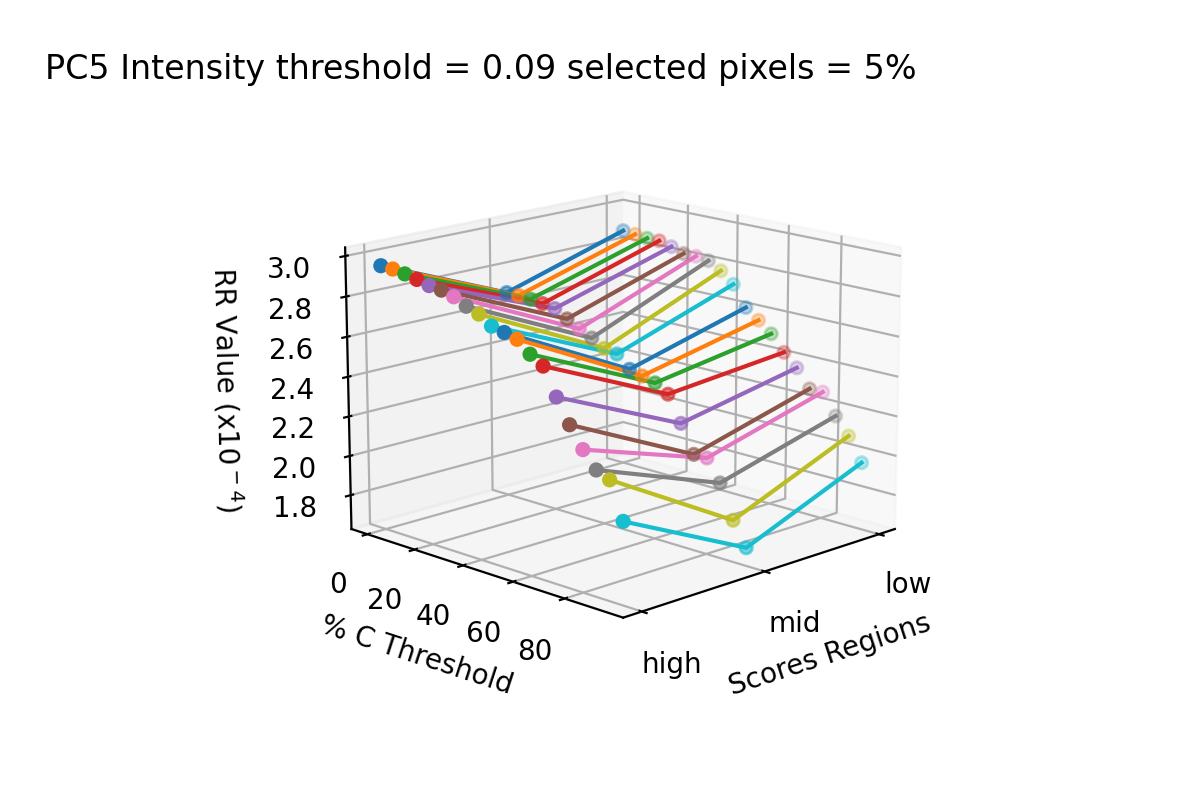 PC5 Intensity threshold = 0.09 selected pixels = 5%
RR Value (x10⁻⁴)
3.0
2.8
2.6
2.4
2.2
2.0
1.8
0
20
40
60
80
% C Threshold
high
mid
low
Scores Regions